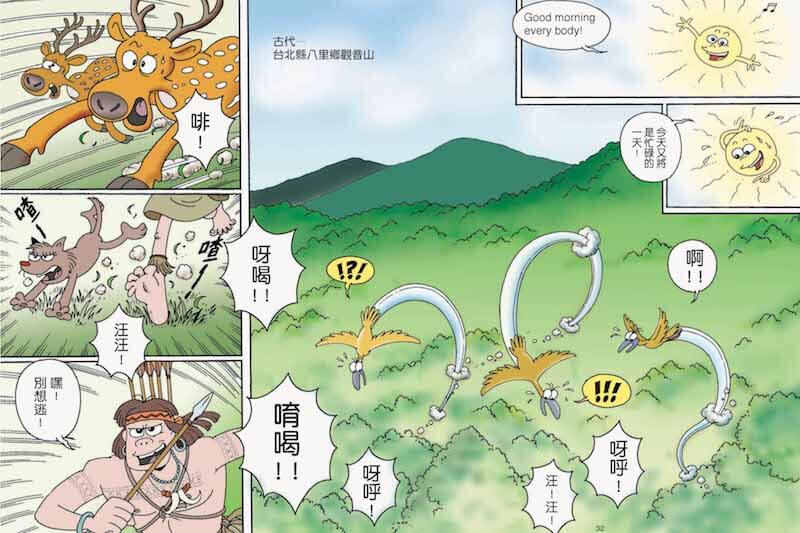 Good morning
every body!
今天又將
是忙碌的
一天！
古代─
台北縣八里鄉觀音山
啊!!
!?!
!!!
呀喝!!
唷喝!!
呀呼！
汪！汪！
呀呼！
啡！
喳─
喳─
汪汪！
嘿！
別想逃！
32